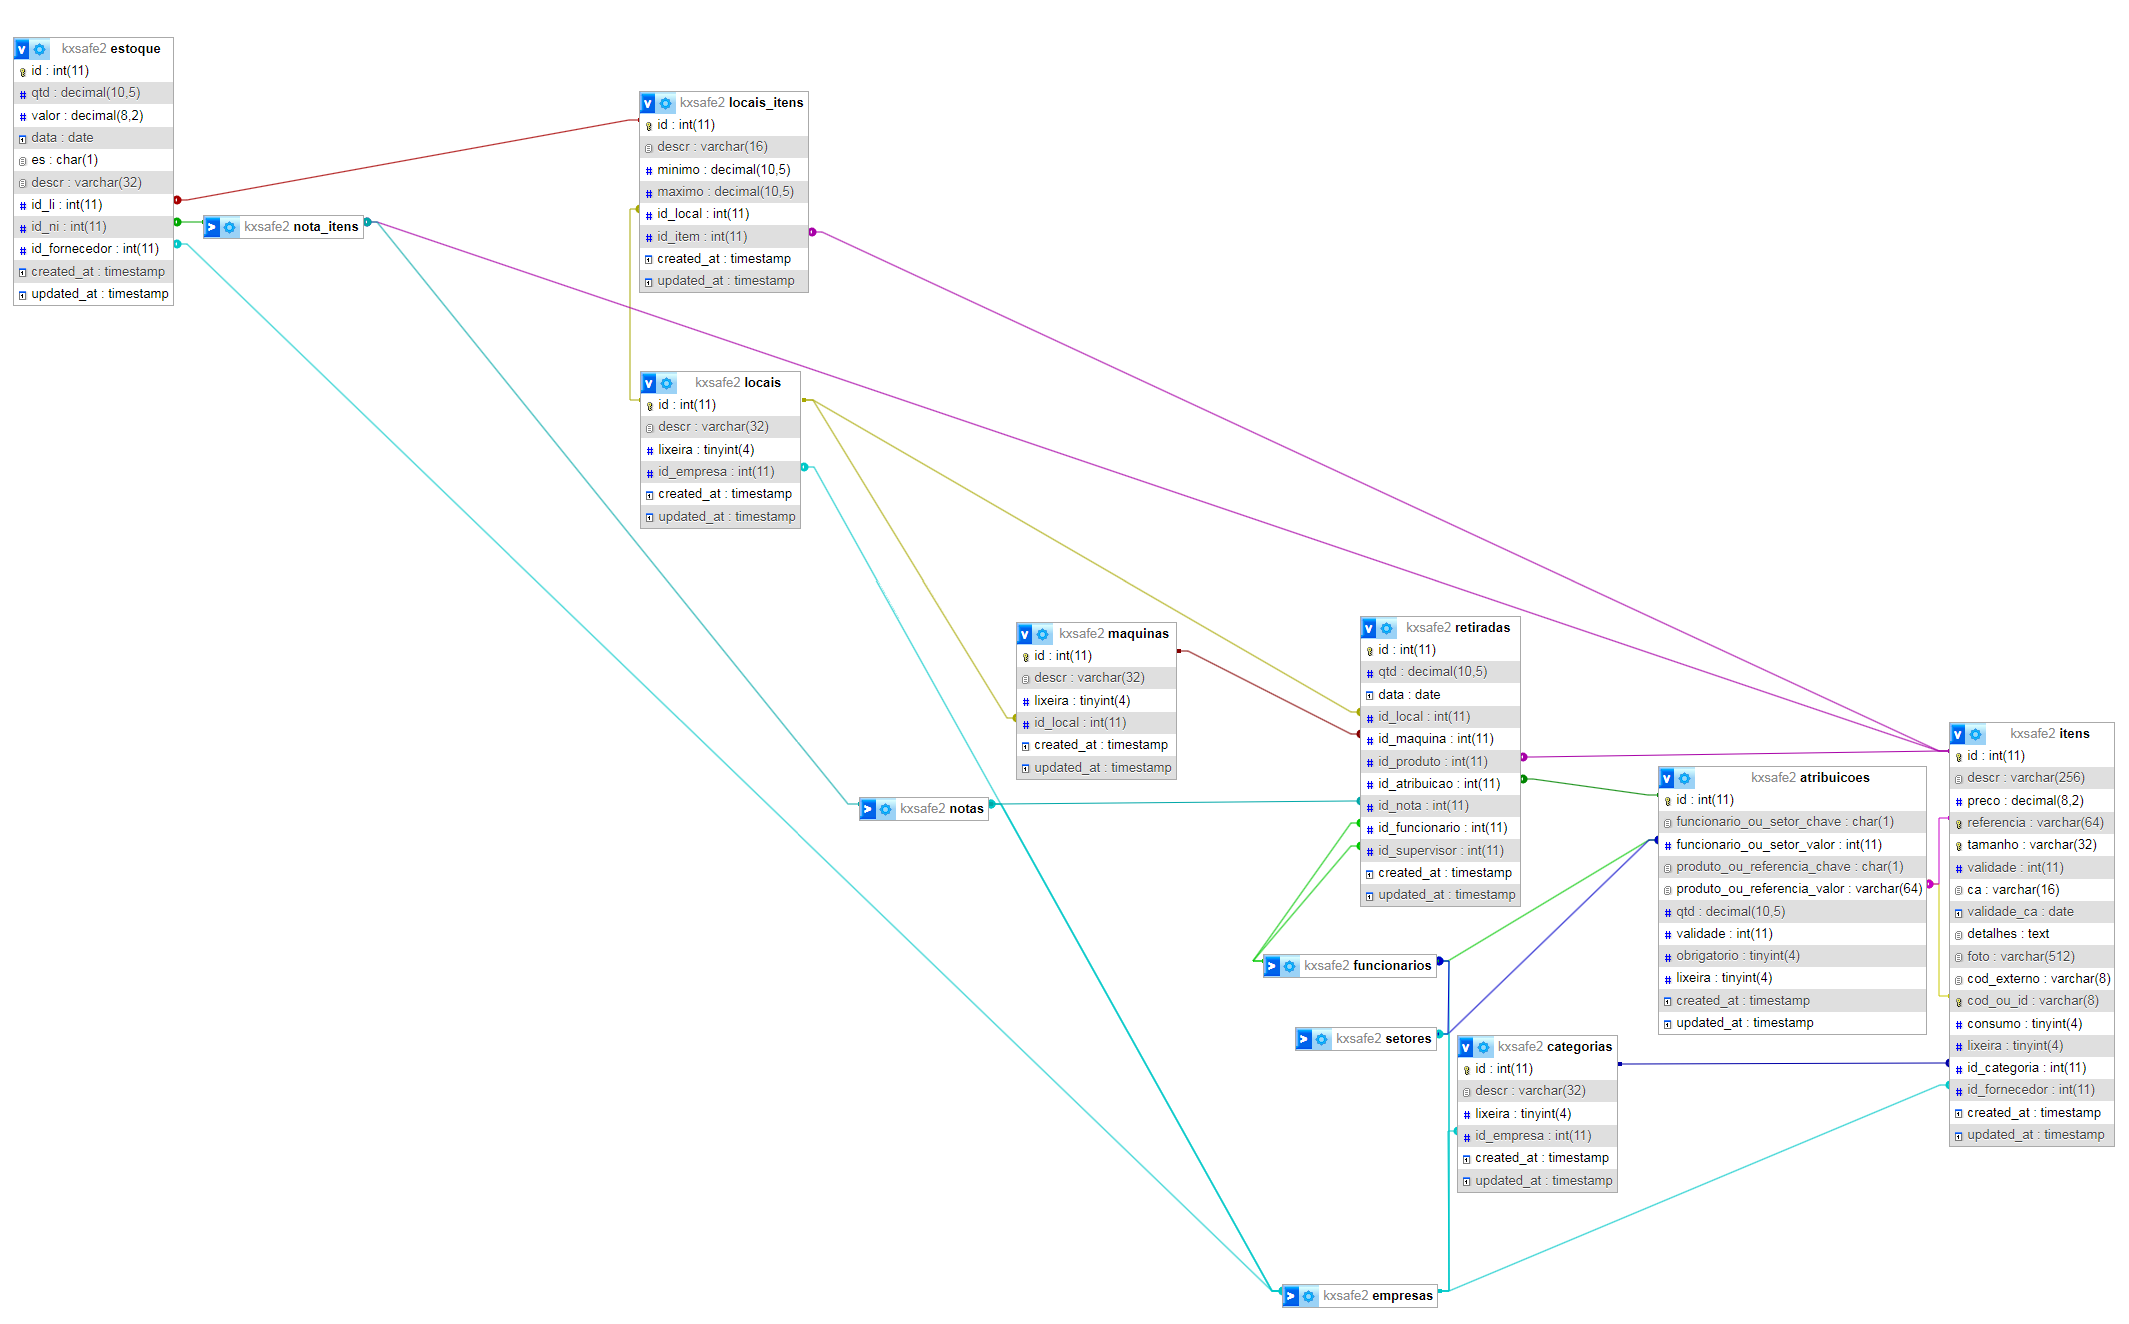 kxsafe2 estoque
id : int(11)
qtd : decimal(10,5)
valor : decimal(8,2)
data : date
es : char(1)
descr : varchar(32)
id_li : int(11)
id_ni : int(11)
id_fornecedor : int(11)
created_at : timestamp
updated_at : timestamp
kxsafe2 nota_itens
kxsafe2 locais_itens
id : int(11)
descr : varchar(16)
minimo : decimal(10,5)
maximo : decimal(10,5)
id_local : int(11)
id_item : int(11)
created_at : timestamp
updated_at : timestamp
kxsafe2 locais
id : int(11)
descr : varchar(32)
lixeira : tinyint(4)
id_empresa : int(11)
created_at : timestamp
updated_at : timestamp
kxsafe2 maquinas
id : int(11)
descr : varchar(32)
lixeira : tinyint(4)
id_local : int(11)
created_at : timestamp
updated_at : timestamp
kxsafe2 notas
kxsafe2 retiradas
id : int(11)
qtd : decimal(10,5)
data : date
id_local : int(11)
id_maquina : int(11)
id_produto : int(11)
id_atribuicao : int(11)
id_nota : int(11)
id_funcionario : int(11)
id_supervisor : int(11)
created_at : timestamp
updated_at : timestamp
kxsafe2 funcionarios
kxsafe2 setores
kxsafe2 categorias
id : int(11)
descr : varchar(32)
lixeira : tinyint(4)
id_empresa : int(11)
created_at : timestamp
updated_at : timestamp
kxsafe2 empresas
kxsafe2 atribuicoes
id : int(11)
funcionario_ou_setor_chave : char(1)
funcionario_ou_setor_valor : int(11)
produto_ou_referencia_chave : char(1)
produto_ou_referencia_valor : varchar(64)
qtd : decimal(10,5)
validade : int(11)
obrigatorio : tinyint(4)
lixeira : tinyint(4)
created_at : timestamp
updated_at : timestamp
kxsafe2 itens
id : int(11)
descr : varchar(256)
preco : decimal(8,2)
referencia : varchar(64)
tamanho : varchar(32)
validade : int(11)
ca : varchar(16)
validade_ca : date
detalhes : text
foto : varchar(512)
cod_externo : varchar(8)
cod_ou_id : varchar(8)
consumo : tinyint(4)
lixeira : tinyint(4)
id_categoria : int(11)
id_fornecedor : int(11)
created_at : timestamp
updated_at : timestamp